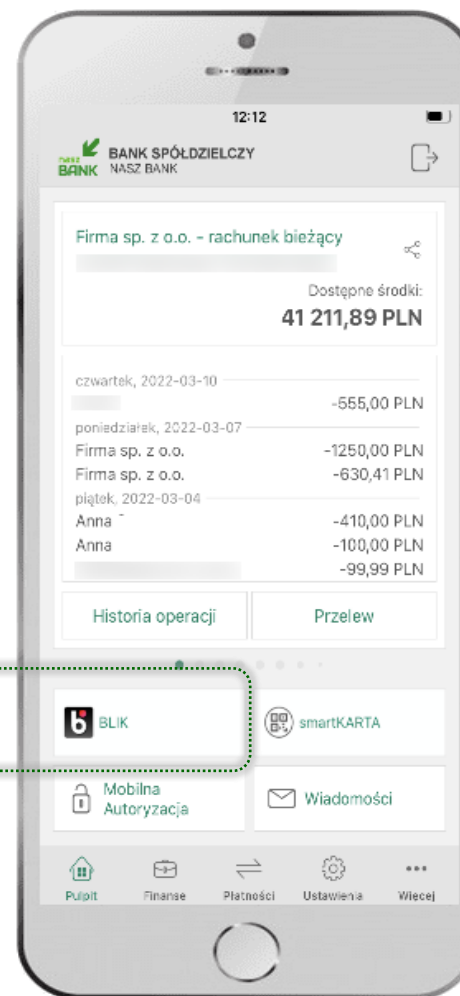 12:12
nasz BANK
BANK SPÓŁDZIELCZY
NASZ BANK
Firma sp. z o.o. – rachunek bieżący
Dostępne środki:
41 211,89 PLN
czwartek, 2022-03-10
-555,00 PLN
poniedziałek, 2022-03-07
Firma sp. z o.o. -1250,00 PLN
Firma sp. z o.o. -630,41 PLN
piątek, 2022-03-04
Anna -410,00 PLN
Anna -100,00 PLN
-99,99 PLN
Historia operacji Przelew
b BLIK smartKARTA
Mobilna
Autoryzacja
Wiadomości
Pulpit Finanse Płatności Ustawienia Więcej